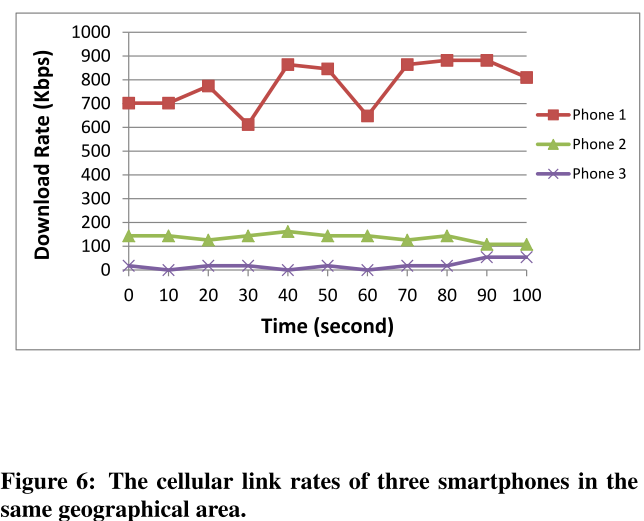 1000
900
800
700
600
500
400
300
200
100
0
Download Rate (Kbps)
0 10 20 30 40 50 60 70 80 90 100
Time (second)
Phone 1
Phone 2
Phone 3
Figure 6: The cellular link rates of three smartphones in the
same geographical area.